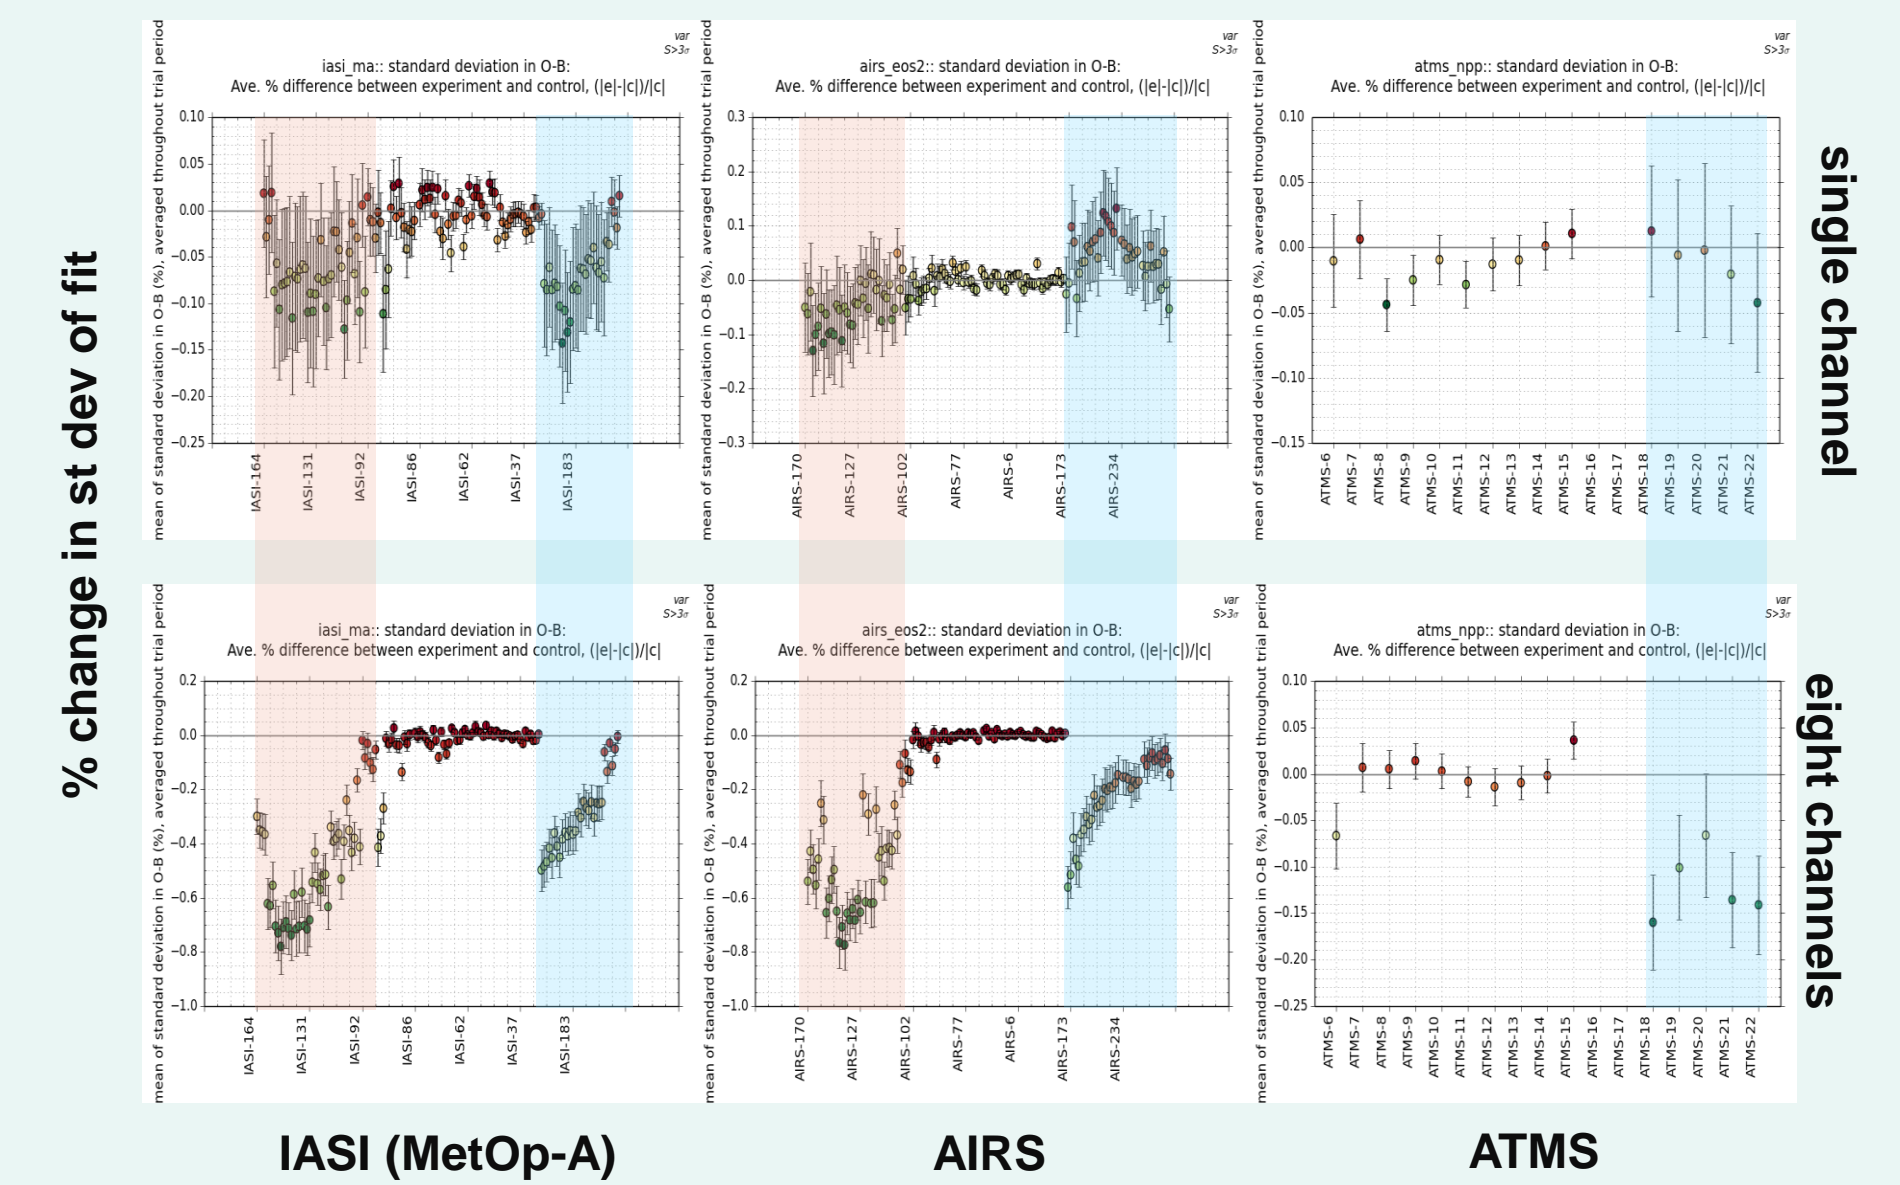 % change in st dev of fit
single channel
eight channels
var
S>3σ
iasi_ma:: standard deviation in O-B:
Ave. % difference between experiment and control, (|e|-|c|)/|c|
mean of standard deviation in O-B (%), averaged throughout trial period
0.10
0.05
0.00
−0.05
−0.10
−0.15
−0.20
−0.25
IASI-164
IASI-131
IASI-92
IASI-86
IASI-62
IASI-37
IASI-183
var
S>3σ
airs_eos2:: standard deviation in O-B:
Ave. % difference between experiment and control, (|e|-|c|)/|c|
mean of standard deviation in O-B (%), averaged throughout trial period
0.3
0.2
0.1
0.0
−0.1
−0.2
−0.3
AIRS-170
AIRS-127
AIRS-102
AIRS-77
AIRS-6
AIRS-173
AIRS-234
var
S>3σ
atms_npp:: standard deviation in O-B:
Ave. % difference between experiment and control, (|e|-|c|)/|c|
mean of standard deviation in O-B (%), averaged throughout trial period
0.10
0.05
0.00
−0.05
−0.10
−0.15
ATMS-6
ATMS-7
ATMS-8
ATMS-9
ATMS-10
ATMS-11
ATMS-12
ATMS-13
ATMS-14
ATMS-15
ATMS-16
ATMS-17
ATMS-18
ATMS-19
ATMS-20
ATMS-21
ATMS-22
var
S>3σ
iasi_ma:: standard deviation in O-B:
Ave. % difference between experiment and control, (|e|-|c|)/|c|
mean of standard deviation in O-B (%), averaged throughout trial period
0.2
0.0
−0.2
−0.4
−0.6
−0.8
−1.0
IASI-164
IASI-131
IASI-92
IASI-86
IASI-62
IASI-37
IASI-183
var
S>3σ
airs_eos2:: standard deviation in O-B:
Ave. % difference between experiment and control, (|e|-|c|)/|c|
mean of standard deviation in O-B (%), averaged throughout trial period
0.2
0.0
−0.2
−0.4
−0.6
−0.8
−1.0
AIRS-170
AIRS-127
AIRS-102
AIRS-77
AIRS-6
AIRS-173
AIRS-234
var
S>3σ
atms_npp:: standard deviation in O-B:
Ave. % difference between experiment and control, (|e|-|c|)/|c|
mean of standard deviation in O-B (%), averaged throughout trial period
0.10
0.05
0.00
−0.05
−0.10
−0.15
−0.20
−0.25
ATMS-6
ATMS-7
ATMS-8
ATMS-9
ATMS-10
ATMS-11
ATMS-12
ATMS-13
ATMS-14
ATMS-15
ATMS-16
ATMS-17
ATMS-18
ATMS-19
ATMS-20
ATMS-21
ATMS-22
IASI (MetOp-A)
AIRS
ATMS